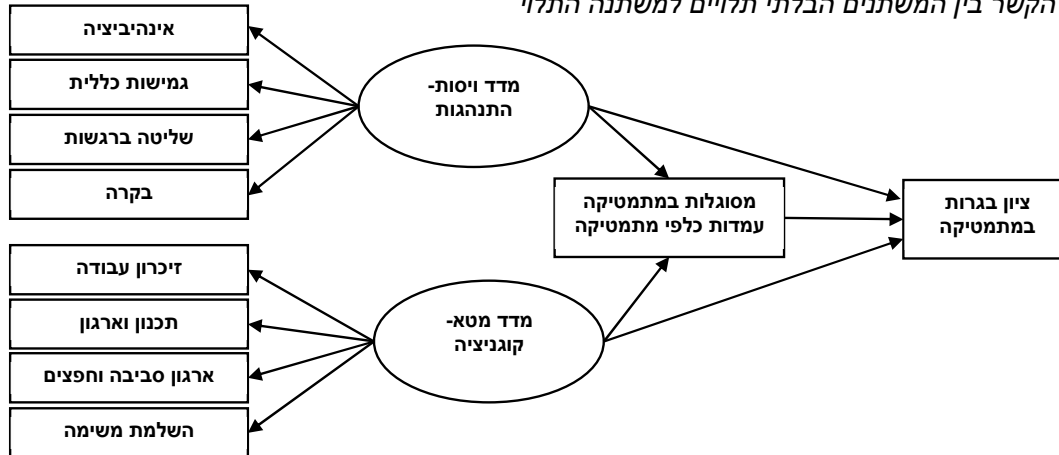 הקשר בין המשתנים הבלתי תלויים למשתנה התלוי
אינהיביציה
גמישות כללית
שליטה ברגשות
בקרה
מדד ויסות-
התנהגות
מסוגלות במתמטיקה
עמדות כלפי מתמטיקה
ציון בגרות
במתמטיקה
זיכרון עבודה
תכנון וארגון
ארגון סביבה וחפצים
השלמת משימה
מדד מטא-
קוגניציה